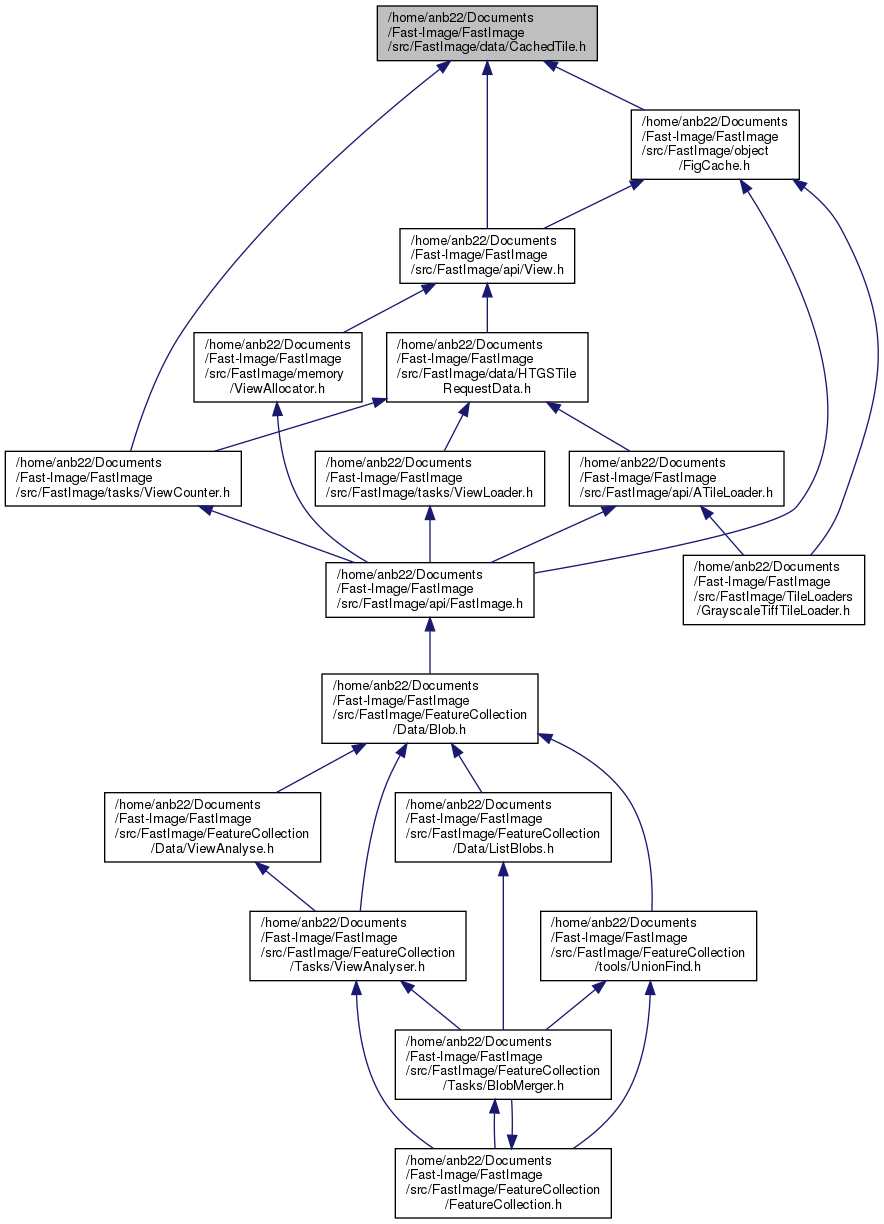 /home/anb22/Documents
/Fast-Image/FastImage
/src/FastImage/data/CachedTile.h
/home/anb22/Documents
/Fast-Image/FastImage
/src/FastImage/object
/FigCache.h
/home/anb22/Documents
/Fast-Image/FastImage
/src/FastImage/api/View.h
/home/anb22/Documents
/Fast-Image/FastImage
/src/FastImage/memory
/ViewAllocator.h
/home/anb22/Documents
/Fast-Image/FastImage
/src/FastImage/data/HTGSTile
RequestData.h
/home/anb22/Documents
/Fast-Image/FastImage
/src/FastImage/tasks/ViewCounter.h
/home/anb22/Documents
/Fast-Image/FastImage
/src/FastImage/tasks/ViewLoader.h
/home/anb22/Documents
/Fast-Image/FastImage
/src/FastImage/api/ATileLoader.h
/home/anb22/Documents
/Fast-Image/FastImage
/src/FastImage/api/FastImage.h
/home/anb22/Documents
/Fast-Image/FastImage
/src/FastImage/TileLoaders
/GrayscaleTiffTileLoader.h
/home/anb22/Documents
/Fast-Image/FastImage
/src/FastImage/FeatureCollection
/Data/Blob.h
/home/anb22/Documents
/Fast-Image/FastImage
/src/FastImage/FeatureCollection
/Data/ViewAnalyse.h
/home/anb22/Documents
/Fast-Image/FastImage
/src/FastImage/FeatureCollection
/Data/ListBlobs.h
/home/anb22/Documents
/Fast-Image/FastImage
/src/FastImage/FeatureCollection
/Tasks/ViewAnalyser.h
/home/anb22/Documents
/Fast-Image/FastImage
/src/FastImage/FeatureCollection
/tools/UnionFind.h
/home/anb22/Documents
/Fast-Image/FastImage
/src/FastImage/FeatureCollection
/Tasks/BlobMerger.h
/home/anb22/Documents
/Fast-Image/FastImage
/src/FastImage/FeatureCollection
/FeatureCollection.h